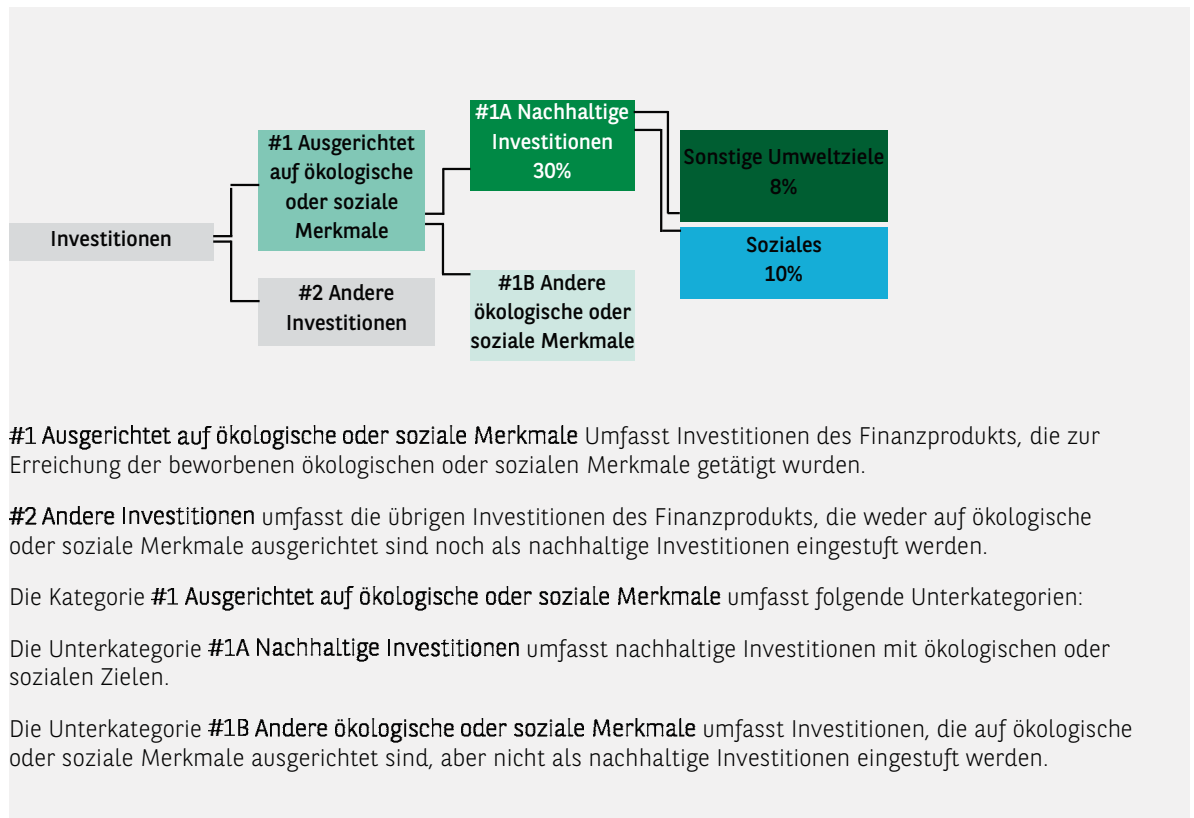 #1A Nachhaltige
Investitionen
30%
#1 Ausgerichtet
auf ökologische
oder soziale
Merkmale
Sonstige Umweltziele
8%
Investitionen
Soziales
10%
#2 Andere
Investitionen
#1B Andere
ökologische oder
soziale Merkmale
#1 Ausgerichtet auf ökologische oder soziale Merkmale Umfasst Investitionen des Finanzprodukts, die zur
Erreichung der beworbenen ökologischen oder sozialen Merkmale getätigt wurden.
#2 Andere Investitionen umfasst die übrigen Investitionen des Finanzprodukts, die weder auf ökologische
oder soziale Merkmale ausgerichtet sind noch als nachhaltige Investitionen eingestuft werden.
Die Kategorie #1 Ausgerichtet auf ökologische oder soziale Merkmale umfasst folgende Unterkategorien:
Die Unterkategorie #1A Nachhaltige Investitionen umfasst nachhaltige Investitionen mit ökologischen oder
sozialen Zielen.
Die Unterkategorie #1B Andere ökologische oder soziale Merkmale umfasst Investitionen, die auf ökologische
oder soziale Merkmale ausgerichtet sind, aber nicht als nachhaltige Investitionen eingestuft werden.